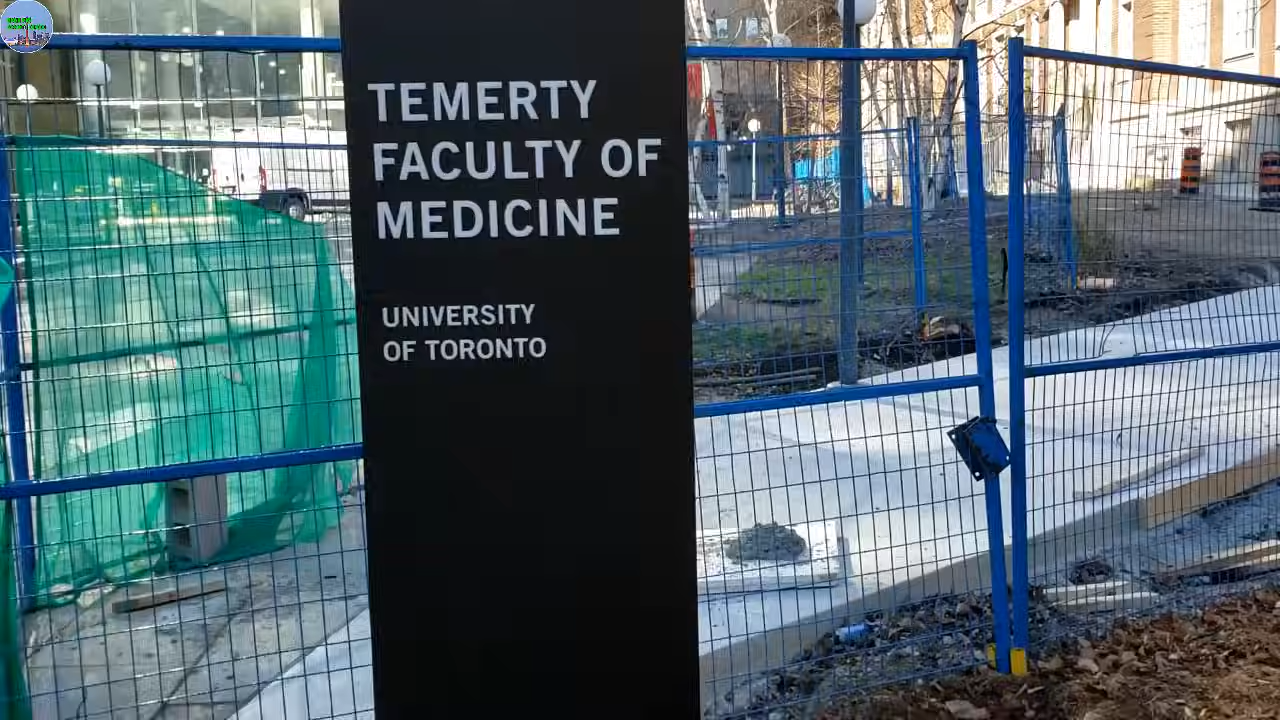 TEMERTY
FACULTY OF
MEDICINE
UNIVERSITY
OF TORONTO